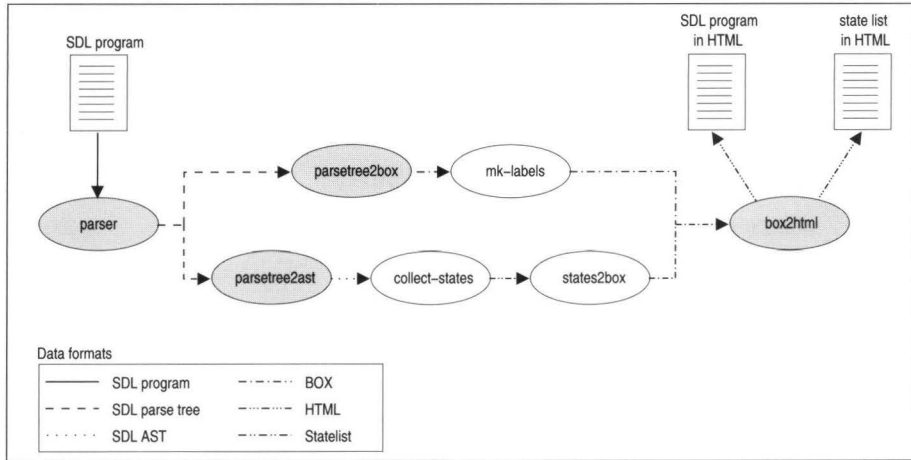 SDL program
SDL program
in HTML
state list
in HTML
parsetree2box
mk-labels
parser
box2html
parsetree2ast
collect-states
states2box
Data formats
SDL program
BOX
SDL parse tree
HTML
SDL AST
Statelist